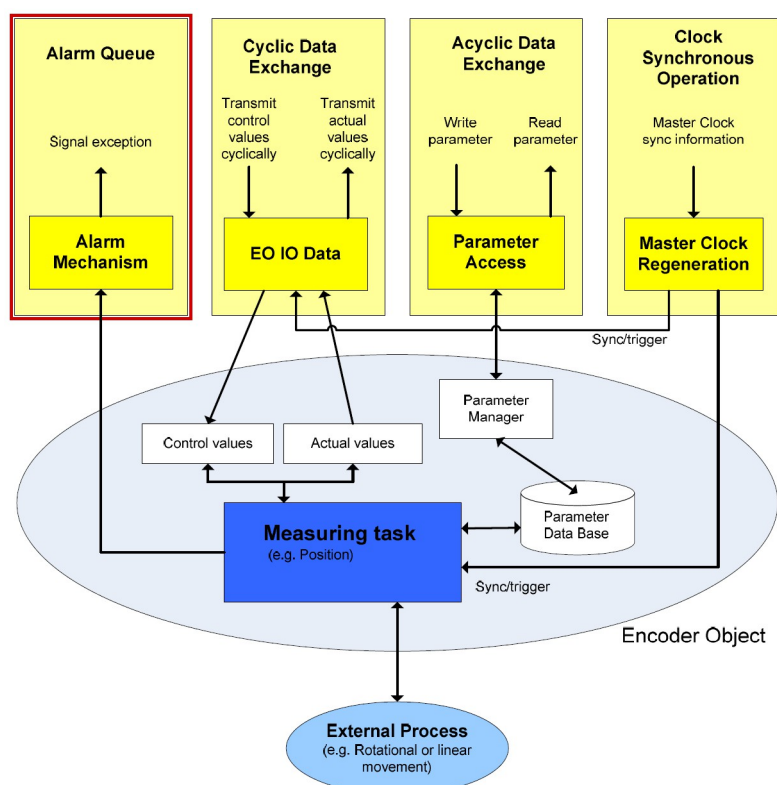 Alarm Queue
Signal exception
Alarm
Mechanism
Cyclic Data
Exchange
Transmit
control
values
cyclically
Transmit
actual
values
cyclically
EO IO Data
Acyclic Data
Exchange
Write
parameter
Read
parameter
Parameter
Access
Clock
Synchronous
Operation
Master Clock
sync information
Master Clock
Regeneration
Sync/trigger
Control values
Actual values
Parameter
Manager
Parameter
Data Base
Measuring task
(e.g. Position)
Sync/trigger
Encoder Object
External Process
(e.g. Rotational or linear
movement)